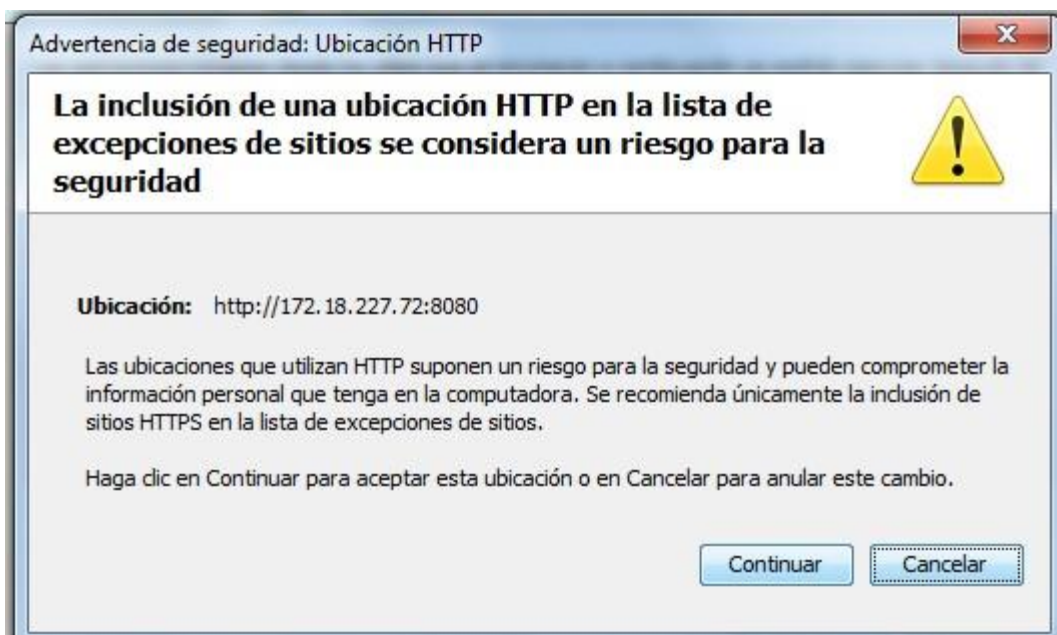 Advertencia de seguridad: Ubicación HTTP
La inclusión de una ubicación HTTP en la lista de
excepciones de sitios se considera un riesgo para la
seguridad
Ubicación: http://172.18.227.72:8080
Las ubicaciones que utilizan HTTP suponen un riesgo para la seguridad y pueden comprometer la
información personal que tenga en la computadora. Se recomienda únicamente la inclusión de
sitios HTTPS en la lista de excepciones de sitios.
Haga clic en Continuar para aceptar esta ubicación o en Cancelar para anular este cambio.
Continuar Cancelar